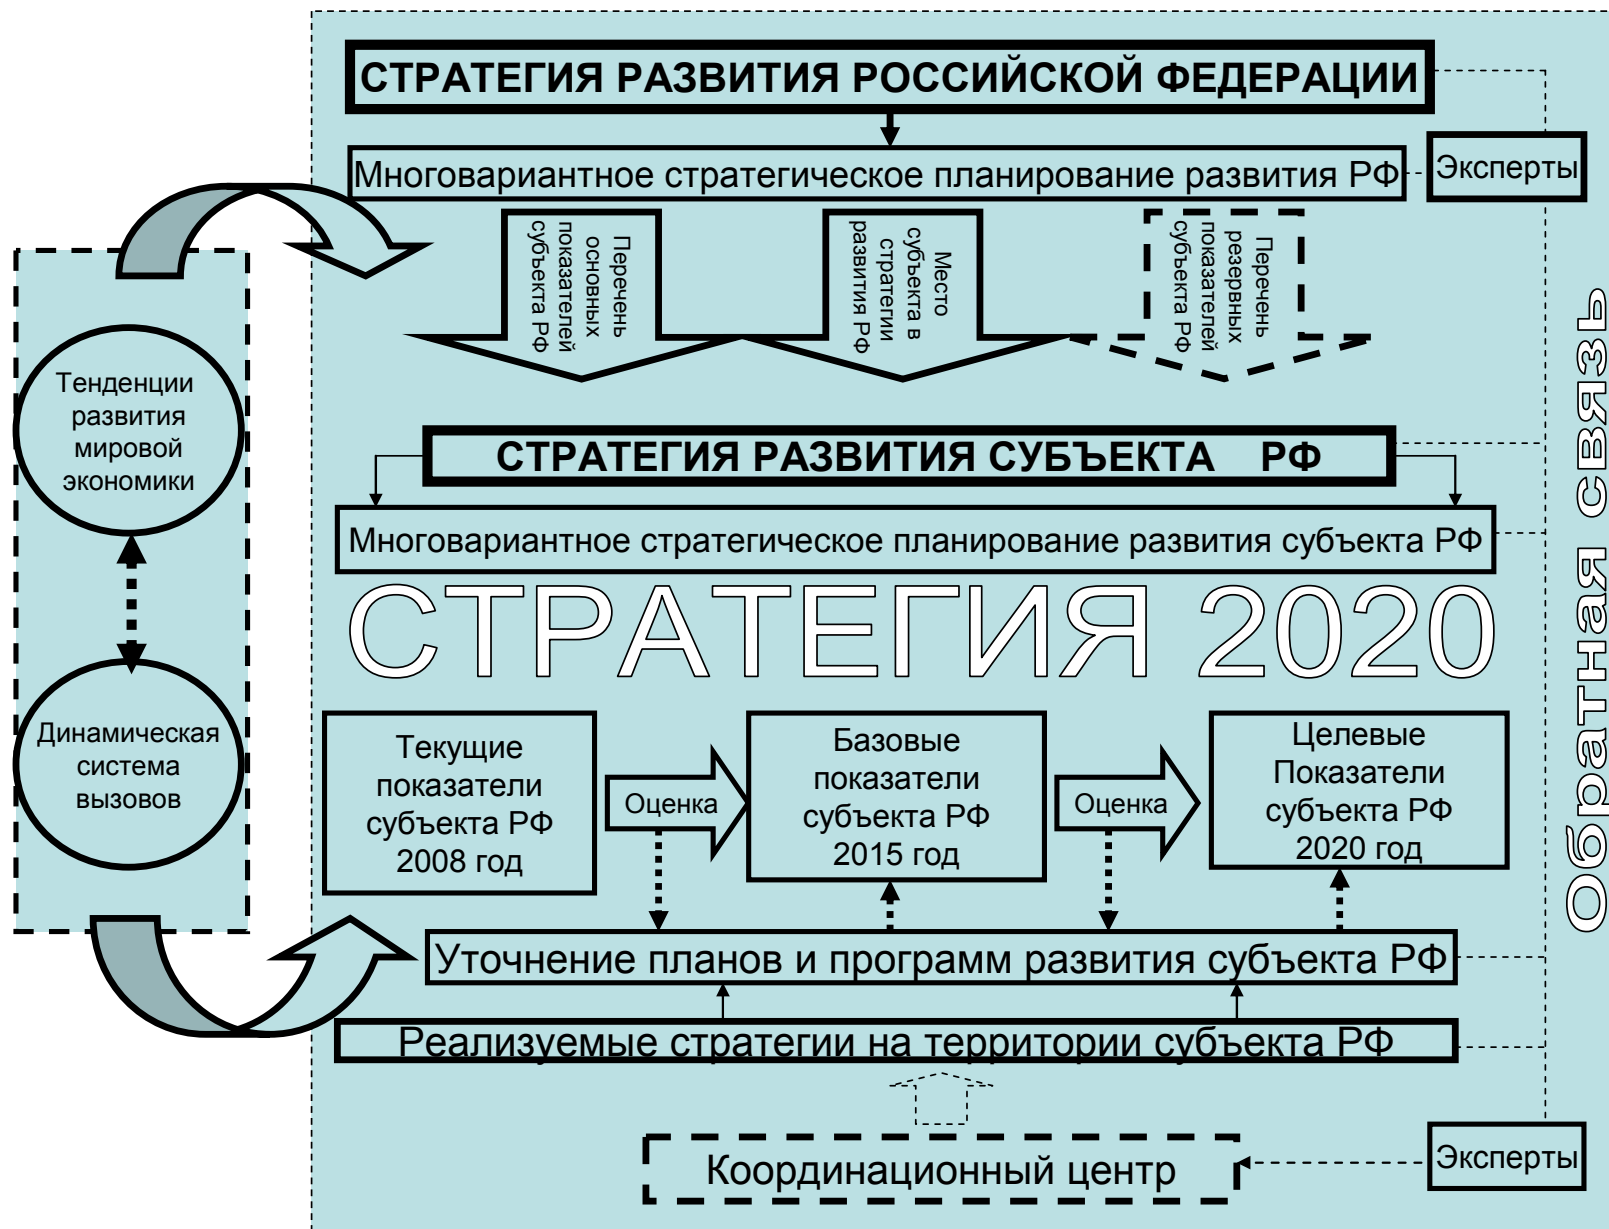 СТРАТЕГИЯ РАЗВИТИЯ РОССИЙСКОЙ ФЕДЕРАЦИИ
Многовариантное стратегическое планирование развития РФ
Эксперты
Перечень
основных
показателей
субъекта РФ
Место
субъекта в
стратегии
развития РФ
Перечень
резервных
показателей
субъекта РФ
Тенденции
развития
мировой
экономики
СТРАТЕГИЯ РАЗВИТИЯ СУБЪЕКТА РФ
Многовариантное стратегическое планирование развития субъекта РФ
СТРАТЕГИЯ 2020
Обратная связь
Динамическая
система
вызовов
Текущие
показатели
субъекта РФ
2008 год
Оценка
Базовые
показатели
субъекта РФ
2015 год
Оценка
Целевые
Показатели
субъекта РФ
2020 год
Уточнение планов и программ развития субъекта РФ
Реализуемые стратегии на территории субъекта РФ
Координационный центр
Эксперты